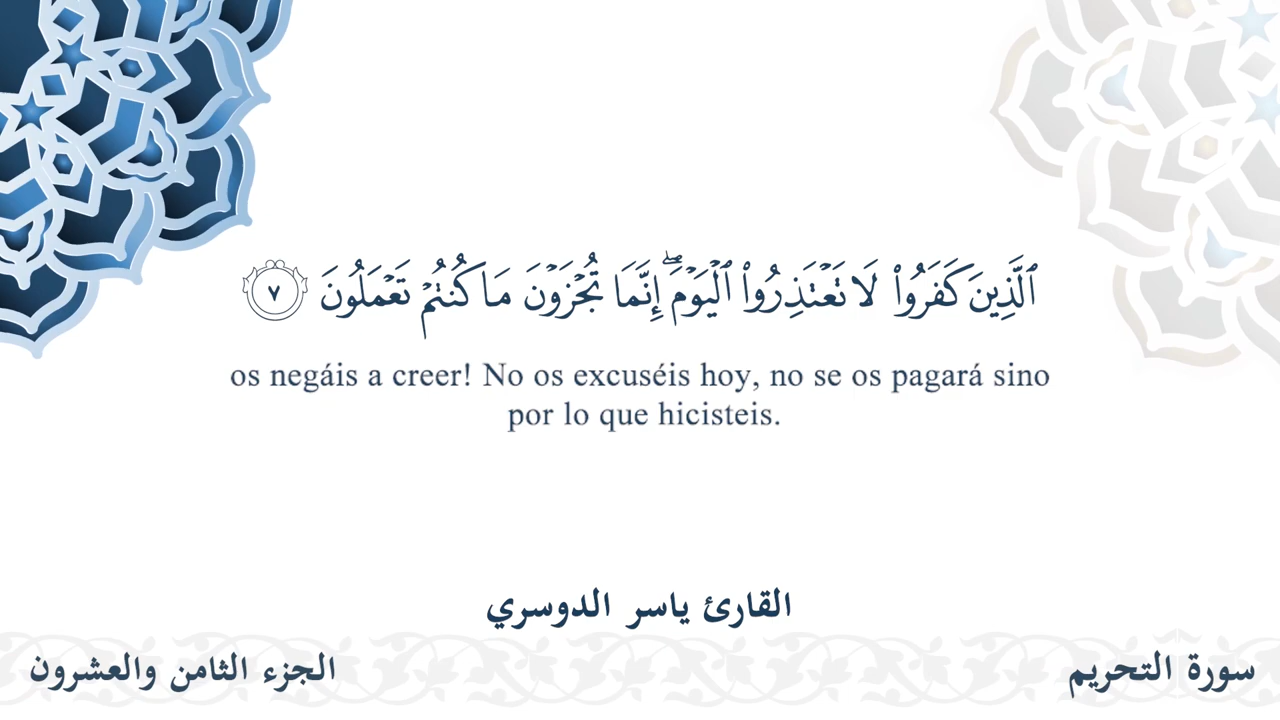 ٱلَّذِينَ كَفَرُواْ لَا تَعۡتَذِرُواْ ٱلۡيَوۡمَۖ إِنَّمَا تُجۡزَوۡنَ مَا كُنتُمۡ تَعۡمَلُونَ ٧
os negáis a creer! No os excuséis hoy, no se os pagará sino
por lo que hicisteis.
القارئ ياسر الدوسري
سورة التحريم
الجزء الثامن والعشرون